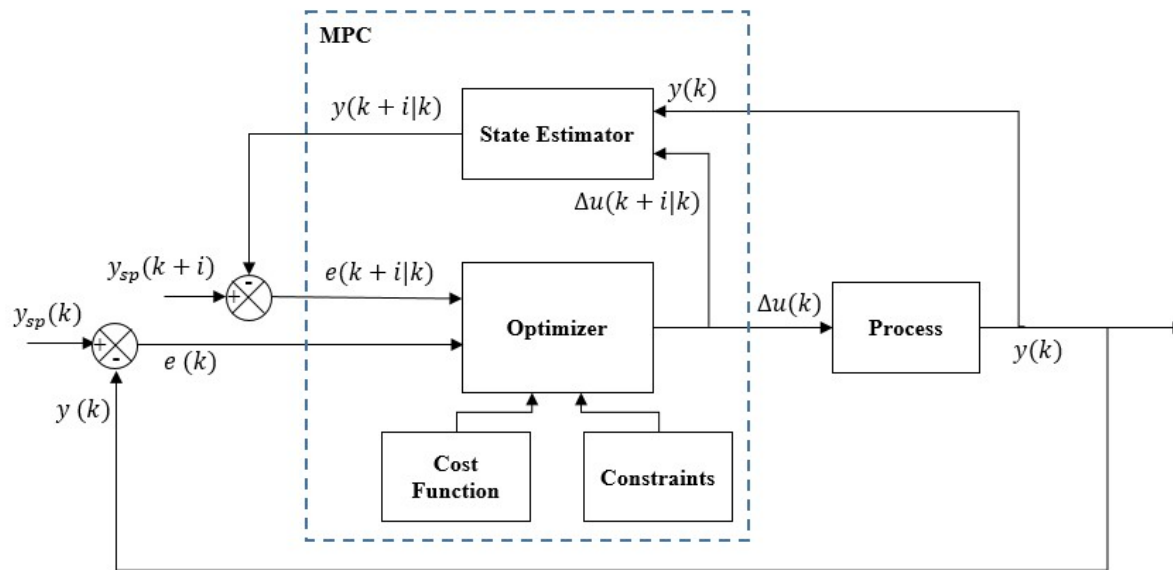 MPC
y(k + i|k)
y(k)
State Estimator
Δu(k + i|k)
y_sp(k + i)
-
+
e(k + i|k)
y_sp(k)
+
-
e (k)
Optimizer
Δu(k)
Process
y(k)
y (k)
Cost
Function
Constraints